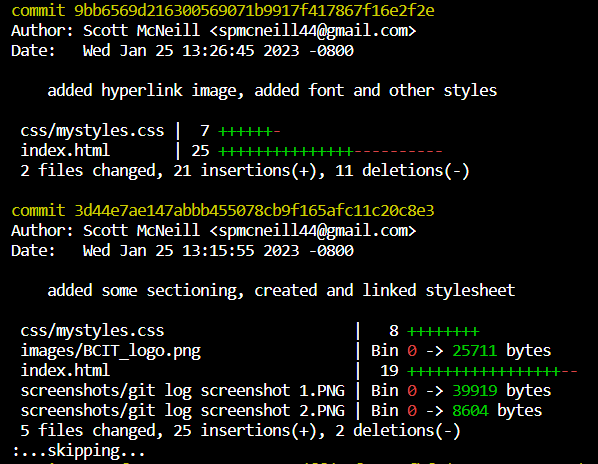 commit 9bb6569d216300569071b9917f417867f16e2f2e
Author: Scott McNeill <spmcneill44@gmail.com>
Date:   Wed Jan 25 13:26:45 2023 -0800
    added hyperlink image, added font and other styles
 css/mystyles.css |  7 ++++++-
 index.html       | 25 +++++++++++++++----------
 2 files changed, 21 insertions(+), 11 deletions(-)
commit 3d44e7ae147abbb455078cb9f165afc11c20c8e3
Author: Scott McNeill <spmcneill44@gmail.com>
Date:   Wed Jan 25 13:15:55 2023 -0800
    added some sectioning, created and linked stylesheet
 css/mystyles.css                     |   8 ++++++++
 images/BCIT_logo.png                 | Bin 0 -> 25711 bytes
 index.html                           |  19 +++++++++++++++++--
 screenshots/git log screenshot 1.PNG | Bin 0 -> 39919 bytes
 screenshots/git log screenshot 2.PNG | Bin 0 -> 8604 bytes
 5 files changed, 25 insertions(+), 2 deletions(-)
:...skipping...